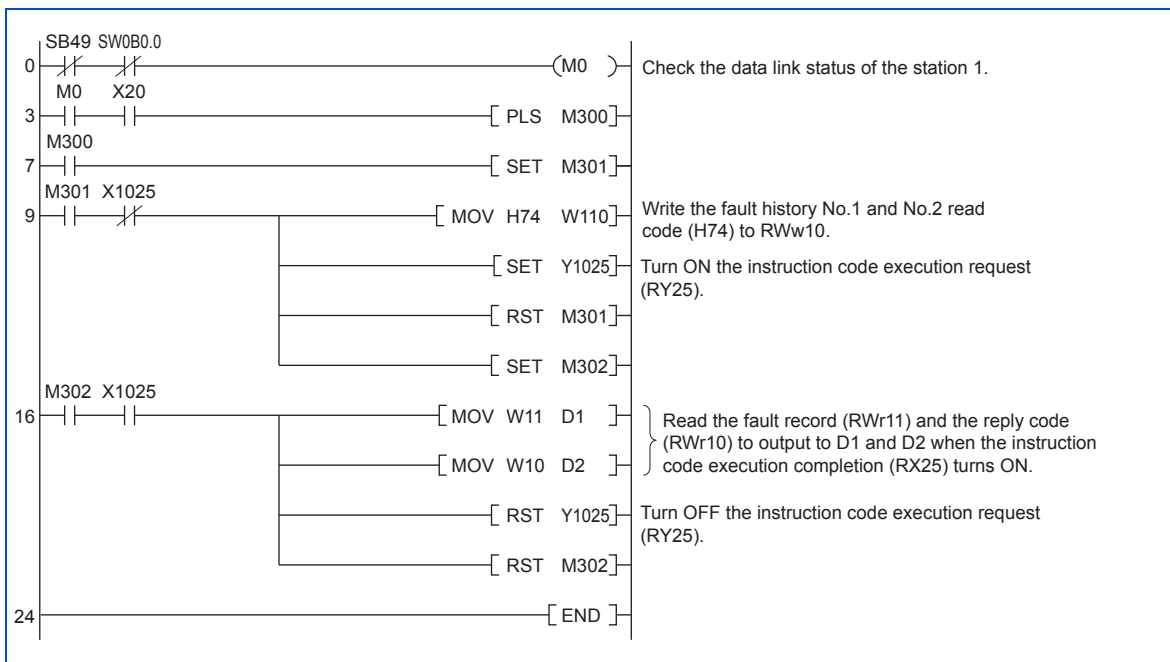 SB49 SW0B0.0
0 (M0 ) Check the data link status of the station 1.
M0 X20
3 [ PLS M300]
M300
7 [ SET M301]
M301 X1025
9 [ MOV H74 W110] Write the fault history No.1 and No.2 read
code (H74) to RWw10.
[ SET Y1025] Turn ON the instruction code execution request
(RY25).
[ RST M301]
[ SET M302]
M302 X1025
16 [ MOV W11 D1 ] Read the fault record (RWr11) and the reply code
(RWr10) to output to D1 and D2 when the instruction
[ MOV W10 D2 ] code execution completion (RX25) turns ON.
[ RST Y1025] Turn OFF the instruction code execution request
(RY25).
[ RST M302]
24 [ END ]